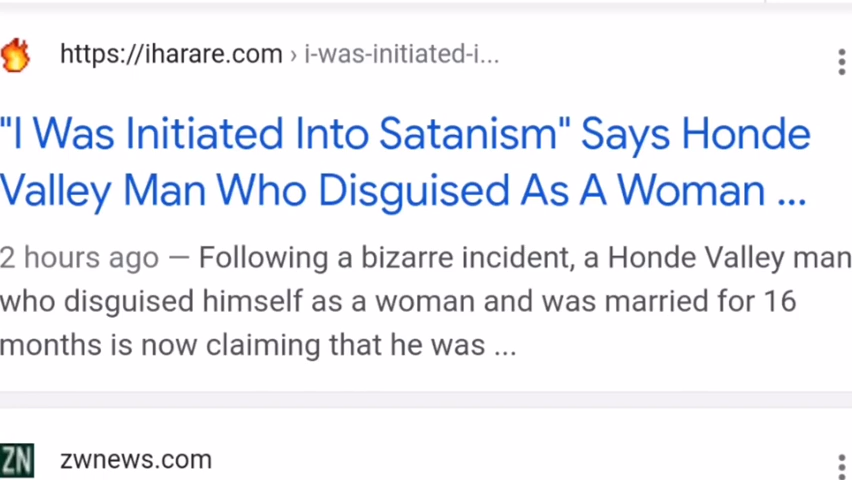 https://iharare.com › i-was-initiated-i...
"I Was Initiated Into Satanism" Says Honde
Valley Man Who Disguised As A Woman ...
2 hours ago — Following a bizarre incident, a Honde Valley man
who disguised himself as a woman and was married for 16
months is now claiming that he was ...
ZN
zwnews.com